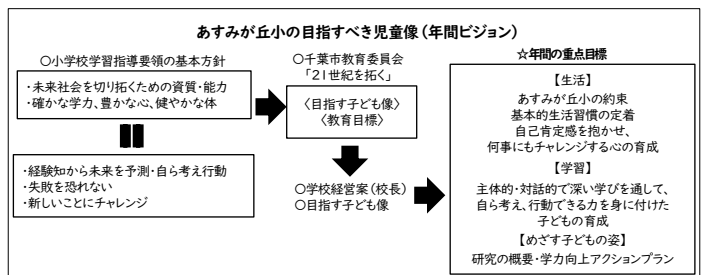 あすみが丘小の目指すべき児童像(年間ビジョン)
○小学校学習指導要領の基本方針
・未来社会を切り拓くための資質・能力
・確かな学力、豊かな心、健やかな体
・経験知から未来を予測・自ら考え行動
・失敗を恐れない
・新しいことにチャレンジ
○千葉市教育委員会
「21世紀を拓く」
〈目指す子ども像〉
〈教育目標〉
○学校経営案(校長)
○目指す子ども像
☆年間の重点目標
【生活】
あすみが丘小の約束
基本的生活習慣の定着
自己肯定感を抱かせ、
何事にもチャレンジする心の育成
【学習】
主体的・対話的で深い学びを通して、
自ら考え、行動できる力を身に付けた
子どもの育成
【めざす子どもの姿】
研究の概要・学力向上アクションプラン